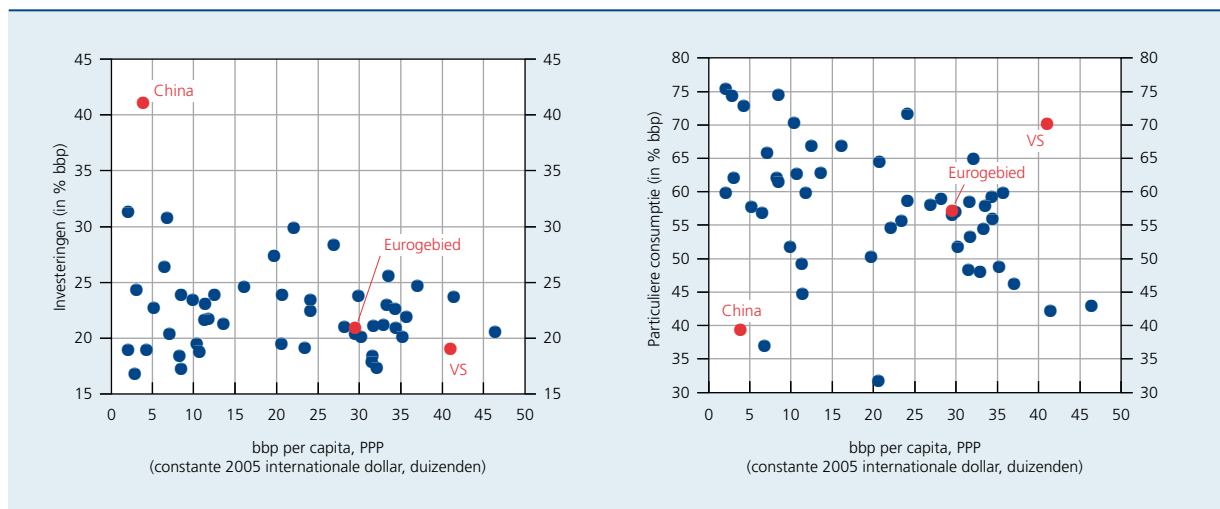 Investeringen (in % bbp)
45
40
35
30
25
20
15
45
40
35
30
25
20
15
China
Eurogebied
VS
0 5 10 15 20 25 30 35 40 45 50
bbp per capita, PPP
(constante 2005 internationale dollar, duizenden)
Particuliere consumptie (in % bbp)
80
75
70
65
60
55
50
45
40
35
30
80
75
70
65
60
55
50
45
40
35
30
VS
Eurogebied
China
0 5 10 15 20 25 30 35 40 45 50
bbp per capita, PPP
(constante 2005 internationale dollar, duizenden)